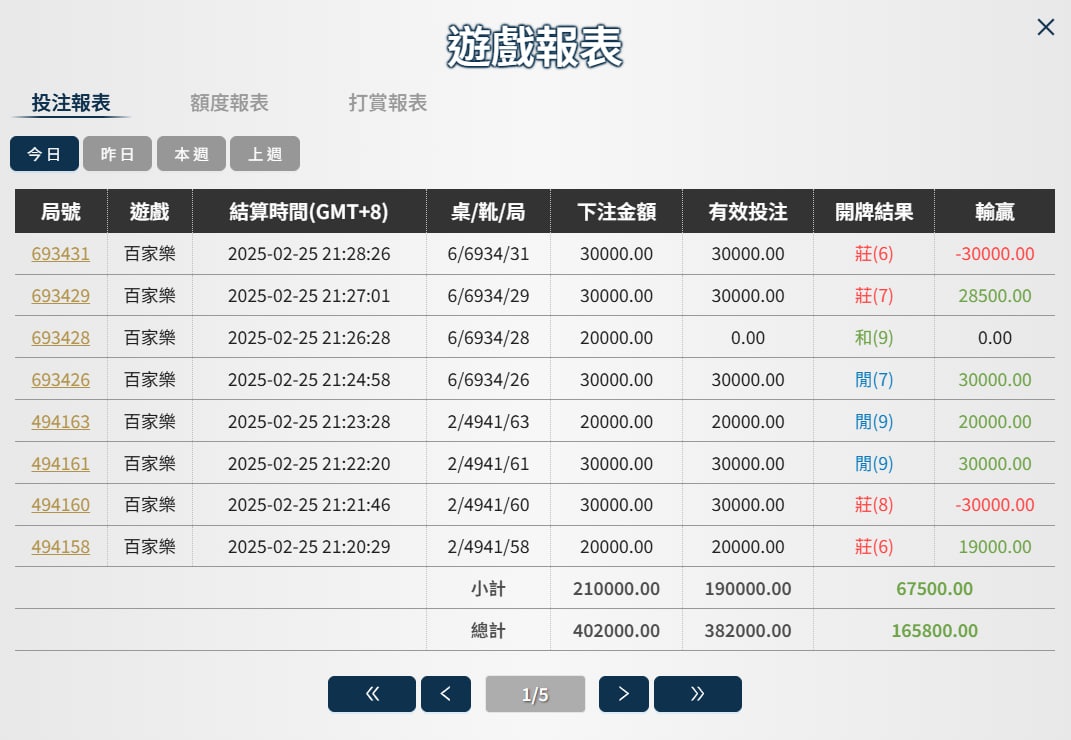 遊戲報表
投注報表 額度報表 打賞報表
今日 昨日 本週 上週
局號 遊戲 結算時間(GMT+8) 桌/靴/局 下注金額 有效投注 開牌結果 輸贏
693431 百家樂 2025-02-25 21:28:26 6/6934/31 30000.00 30000.00 莊(6) -30000.00
693429 百家樂 2025-02-25 21:27:01 6/6934/29 30000.00 30000.00 莊(7) 28500.00
693428 百家樂 2025-02-25 21:26:28 6/6934/28 20000.00 0.00 和(9) 0.00
693426 百家樂 2025-02-25 21:24:58 6/6934/26 30000.00 30000.00 閒(7) 30000.00
494163 百家樂 2025-02-25 21:23:28 2/4941/63 20000.00 20000.00 閒(9) 20000.00
494161 百家樂 2025-02-25 21:22:20 2/4941/61 30000.00 30000.00 閒(9) 30000.00
494160 百家樂 2025-02-25 21:21:46 2/4941/60 30000.00 30000.00 莊(8) -30000.00
494158 百家樂 2025-02-25 21:20:29 2/4941/58 20000.00 20000.00 莊(6) 19000.00
小計 210000.00 190000.00 67500.00
總計 402000.00 382000.00 165800.00
1/5